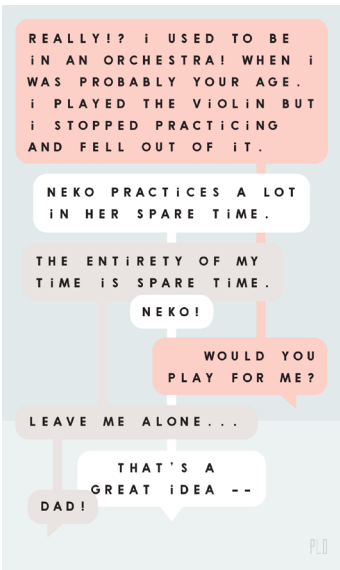 REALLY!? i USED TO BE
iN AN ORCHESTRA! WHEN i
WAS PROBABLY YOUR AGE.
i PLAYED THE ViOLiN BUT
i STOPPED PRACTiCiNG
AND FELL OUT OF iT.
NEKO PRACTiCES A LOT
iN HER SPARE TiME.
THE ENTiRETY OF MY
TiME iS SPARE TiME.
NEKO!
WOULD YOU
PLAY FOR ME?
LEAVE ME ALONE...
THAT'S A
GREAT iDEA --
DAD!
PLD